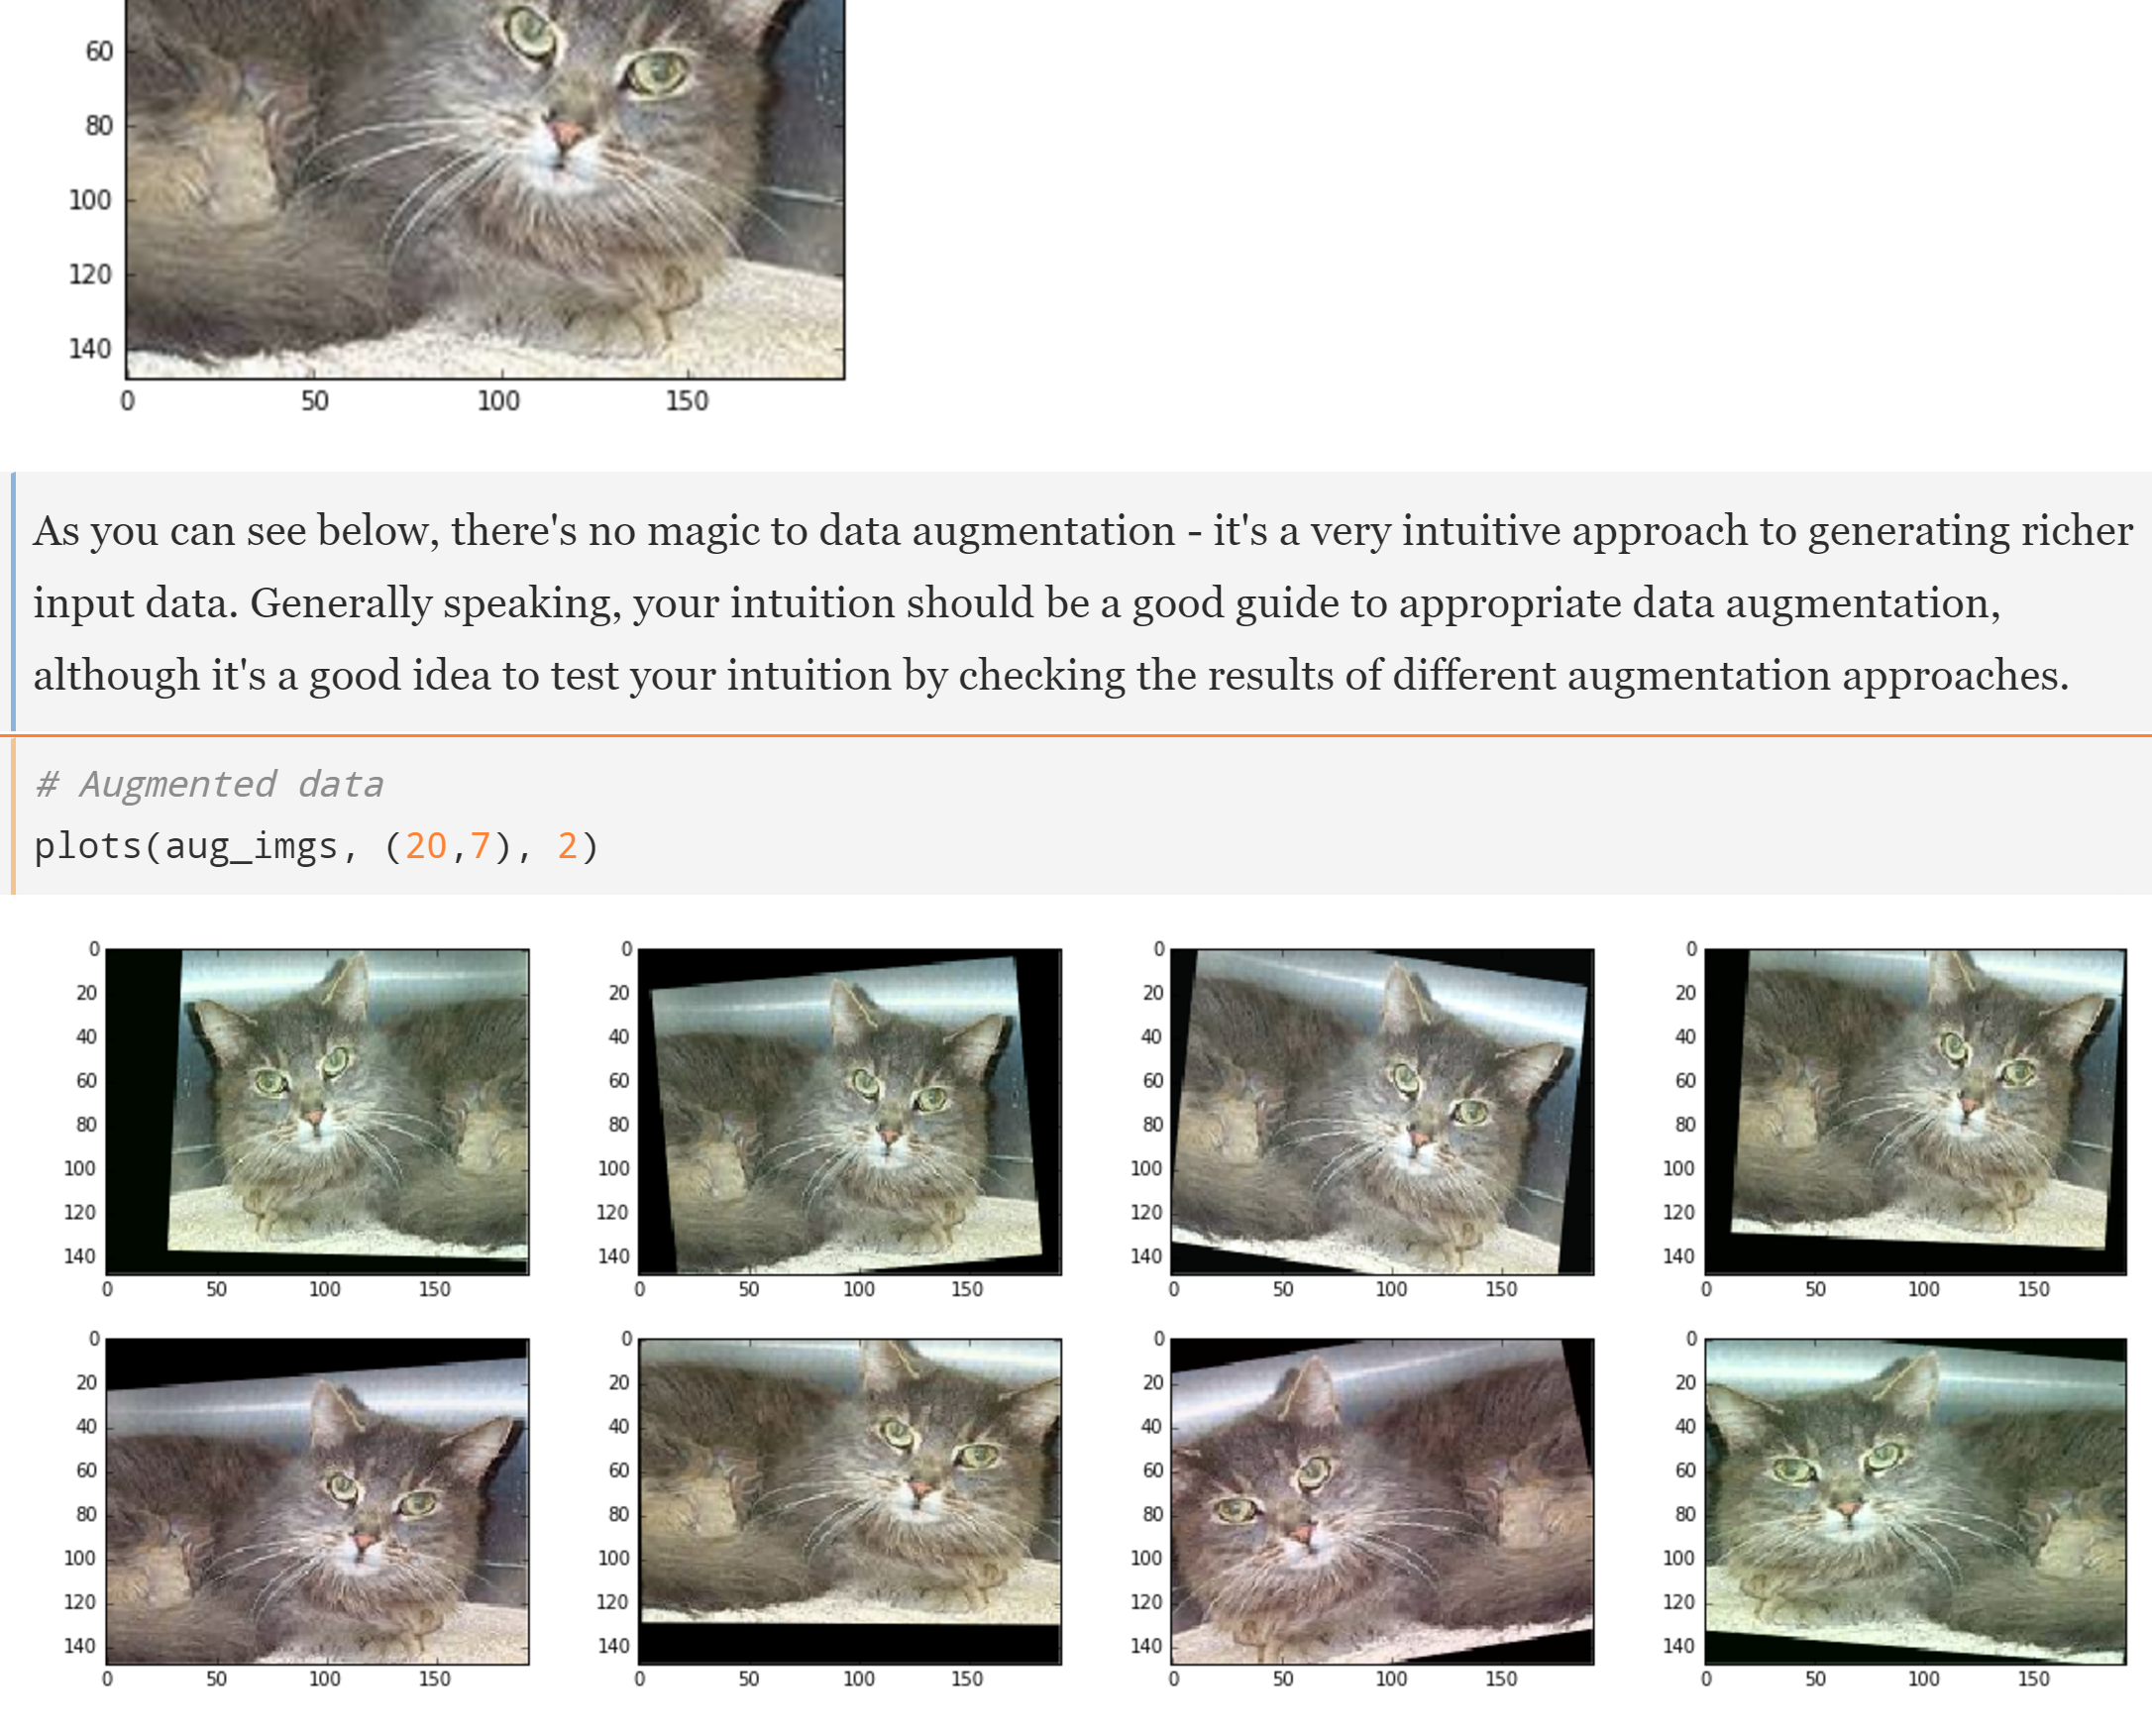 60
80
100
120
140
0 50 100 150
As you can see below, there's no magic to data augmentation - it's a very intuitive approach to generating richer
input data. Generally speaking, your intuition should be a good guide to appropriate data augmentation,
although it's a good idea to test your intuition by checking the results of different augmentation approaches.
# Augmented data
plots(aug_imgs, (20,7), 2)
0 0 0 0
20 20 20 20
40 40 40 40
60 60 60 60
80 80 80 80
100 100 100 100
120 120 120 120
140 140 140 140
0 50 100 150 0 50 100 150 0 50 100 150 0 50 100 150
0 0 0 0
20 20 20 20
40 40 40 40
60 60 60 60
80 80 80 80
100 100 100 100
120 120 120 120
140 140 140 140
0 50 100 150 0 50 100 150 0 50 100 150 0 50 100 150